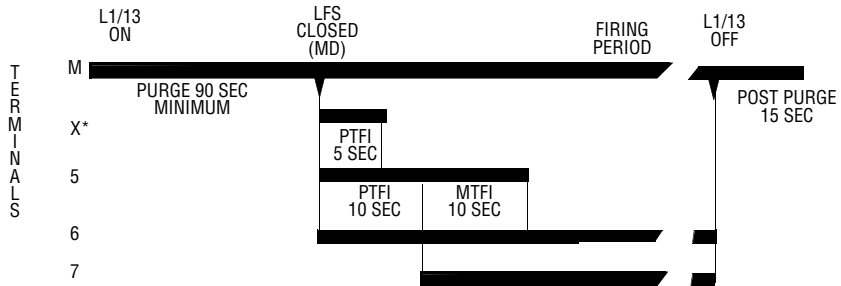 L1/13
ON
LFS
CLOSED
(MD)
FIRING
PERIOD
L1/13
OFF
TERMINALS
M
PURGE 90 SEC
MINIMUM
POST PURGE
15 SEC
X*
PTFI
5 SEC
5
PTFI
10 SEC
MTFI
10 SEC
6
7